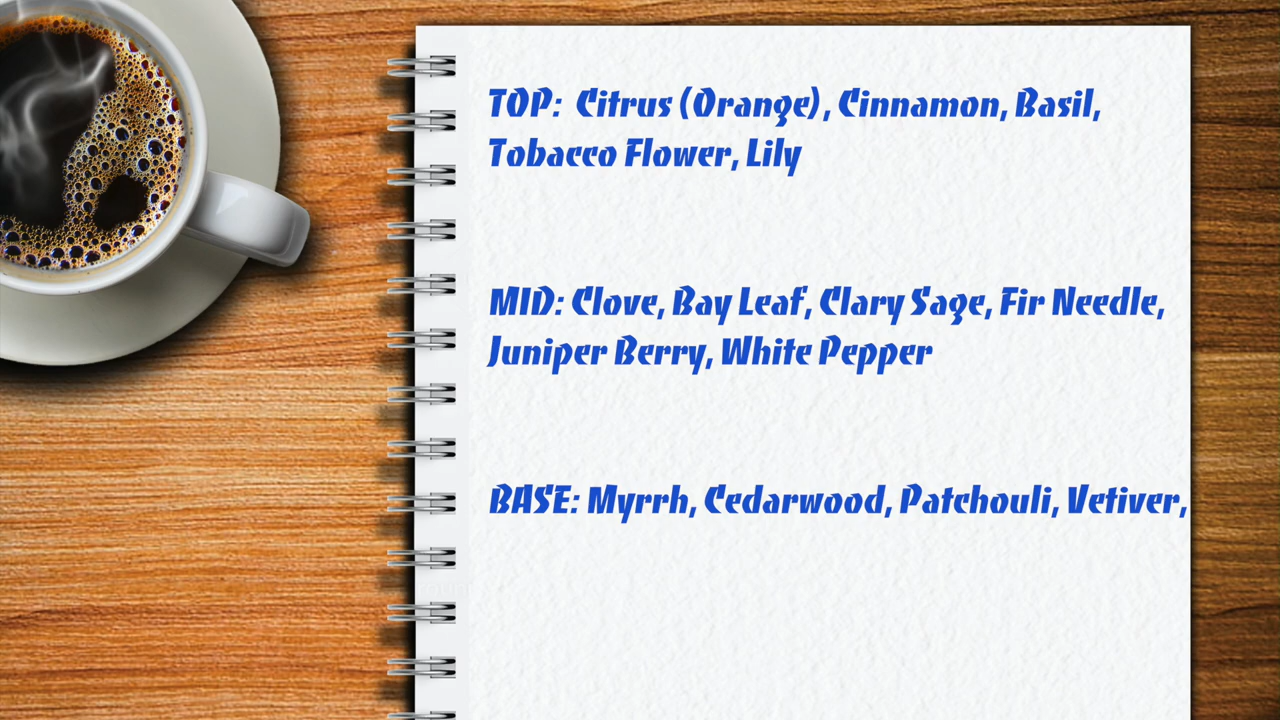 TOP: Citrus (Orange), Cinnamon, Basil,
Tobacco Flower, Lily
MID: Clove, Bay Leaf, Clary Sage, Fir Needle,
Juniper Berry, White Pepper
BASE: Myrrh, Cedarwood, Patchouli, Vetiver,